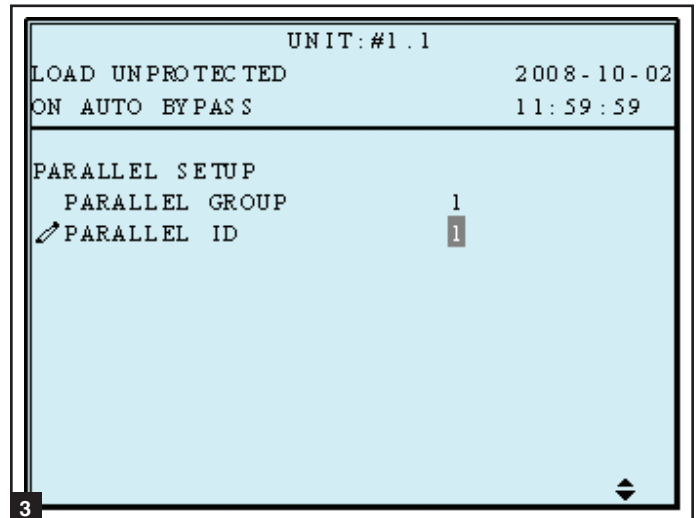 UNIT:#1.1
LOAD UNPROTECTED 2008-10-02
ON AUTO BYPASS 11:59:59
PARALLEL SETUP
PARALLEL GROUP 1
PARALLEL ID 1
3